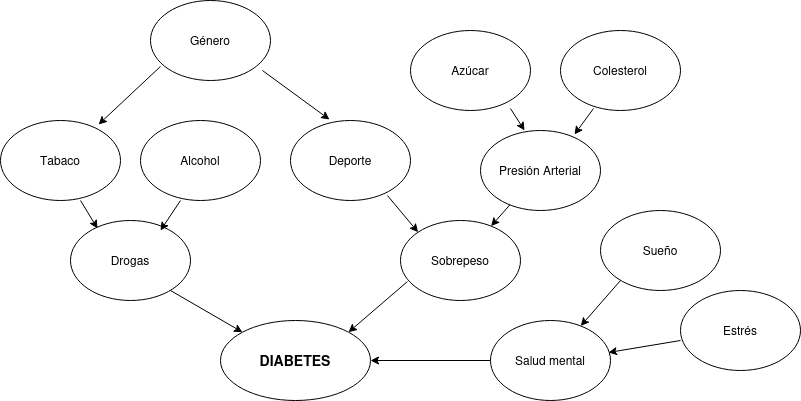 Género
Azúcar
Colesterol
Tabaco
Alcohol
Deporte
Presión Arterial
Drogas
Sobrepeso
Sueño
Estrés
DIABETES
Salud mental